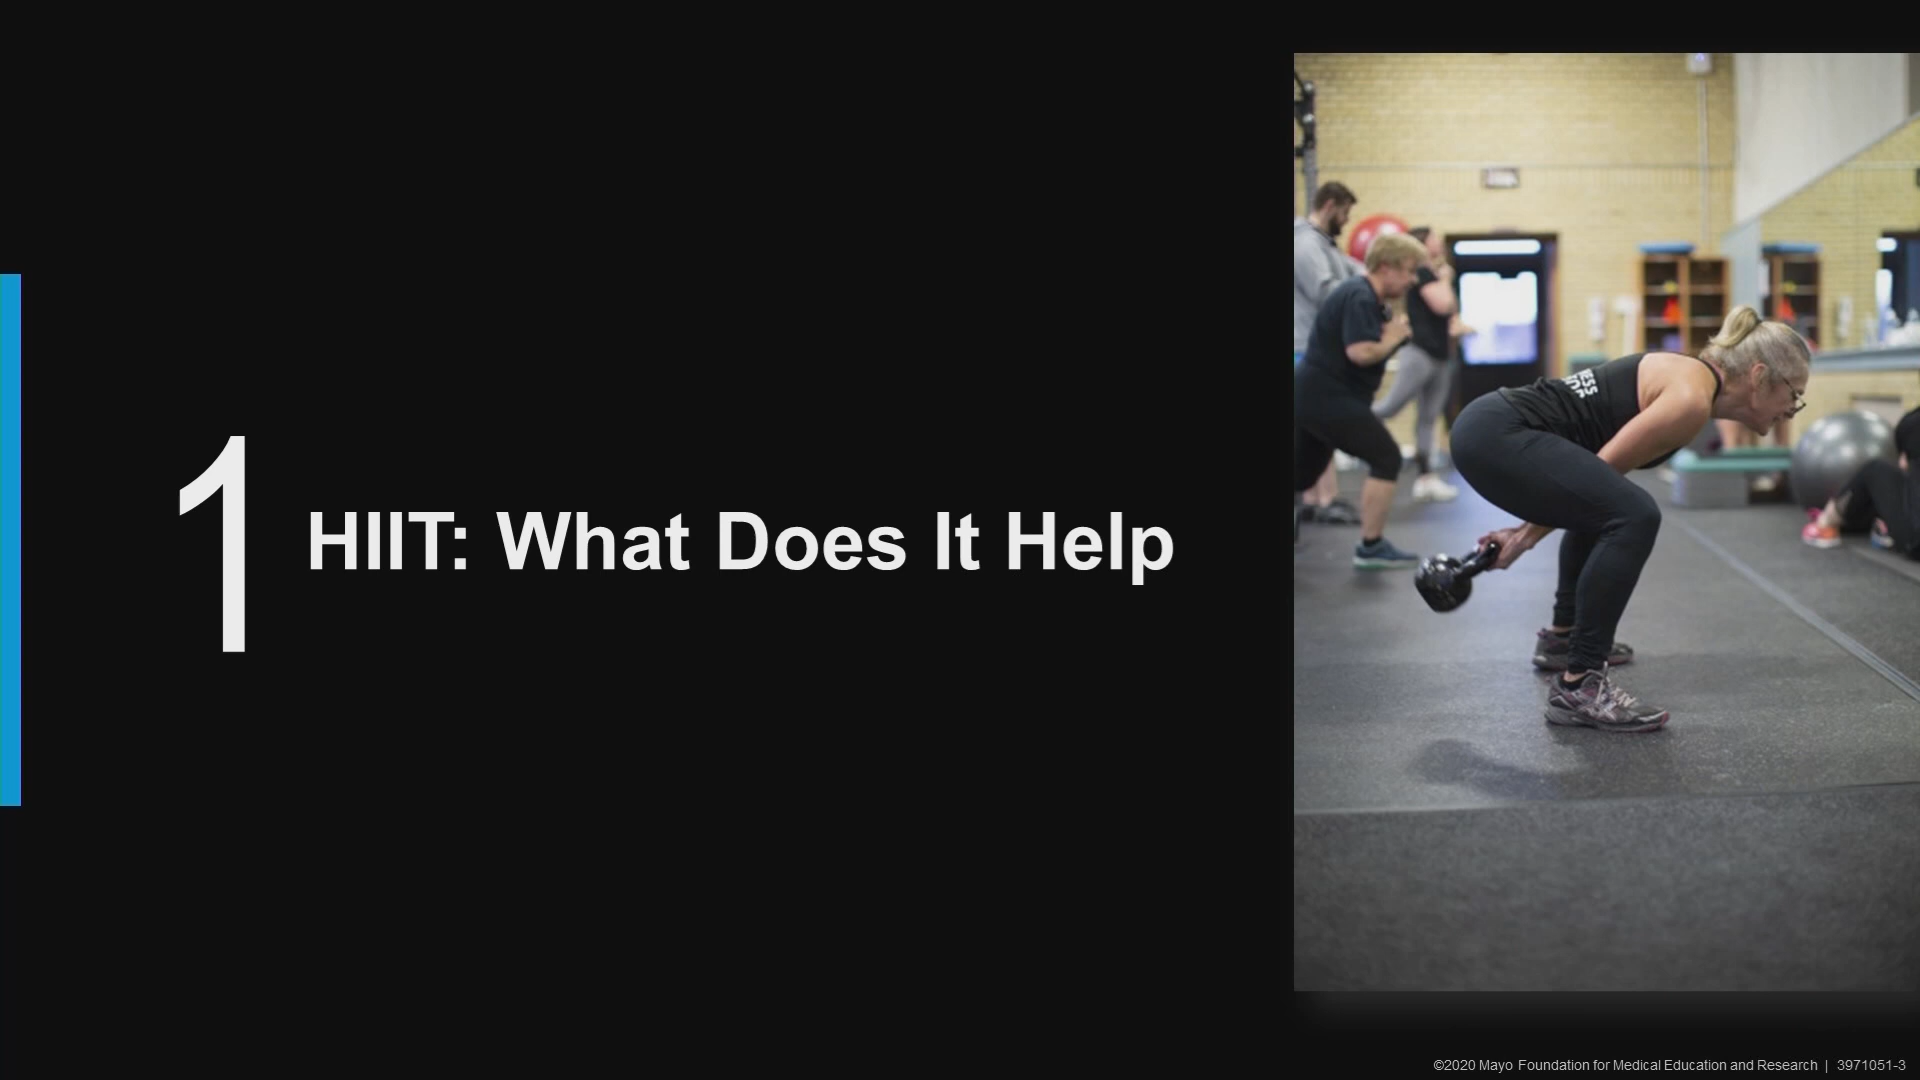 1
HIIT: What Does It Help
©2020 Mayo Foundation for Medical Education and Research | 3971051-3